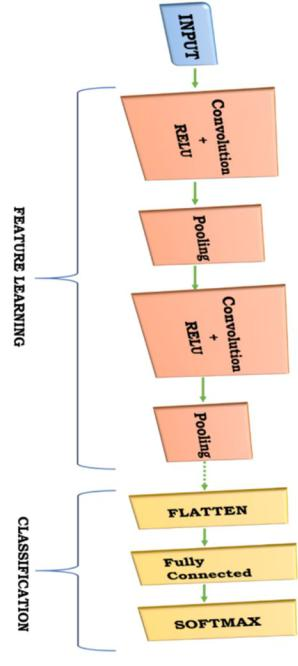 INPUT
Convolution
+
RELU
Pooling
Convolution
+
RELU
Pooling
FLATTEN
Fully
Connected
SOFTMAX
FEATURE LEARNING
CLASSIFICATION